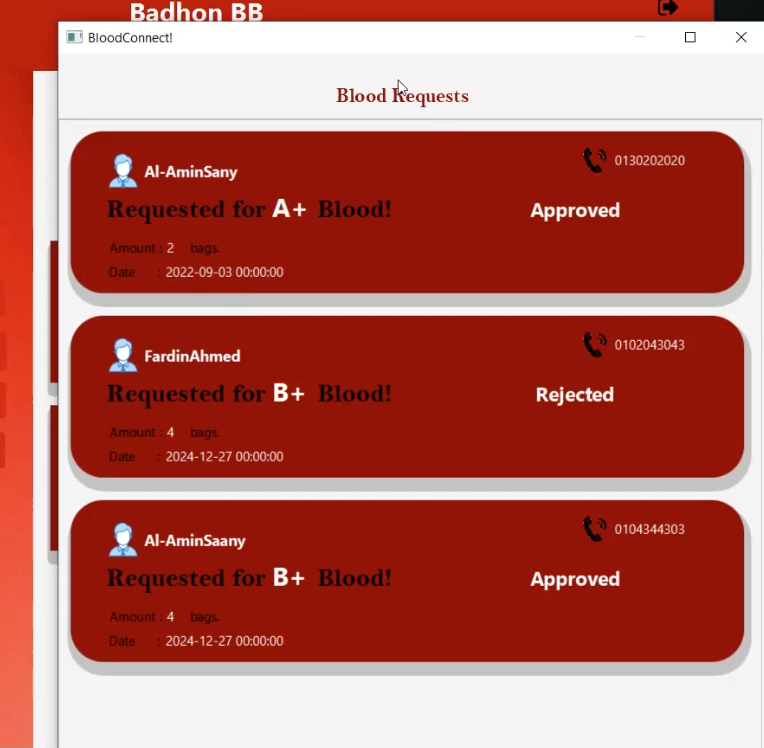 Badhon BB
BloodConnect!
Blood Requests
Al-AminSany
0130202020
Requested for A+ Blood!
Approved
Amount : 2 bags.
Date : 2022-09-03 00:00:00
FardinAhmed
0102043043
Requested for B+ Blood!
Rejected
Amount : 4 bags.
Date : 2024-12-27 00:00:00
Al-AminSaany
0104344303
Requested for B+ Blood!
Approved
Amount : 4 bags.
Date : 2024-12-27 00:00:00